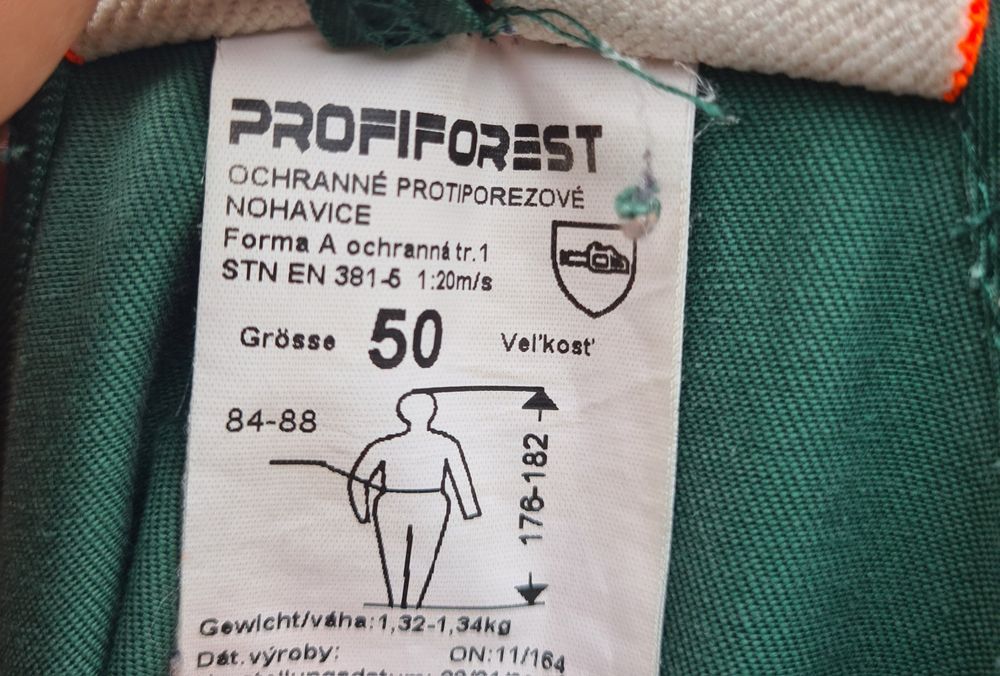 PROFIFOREST
OCHRANNÉ PROTIPOREZOVÉ
NOHAVICE
Forma A ochranná tr.1
STN EN 381-5 1:20m/s
Grösse 50 Veľkosť
84-88
176-182
Gewicht/váha:1,32-1,34kg
Dát.výroby: ON:11/164